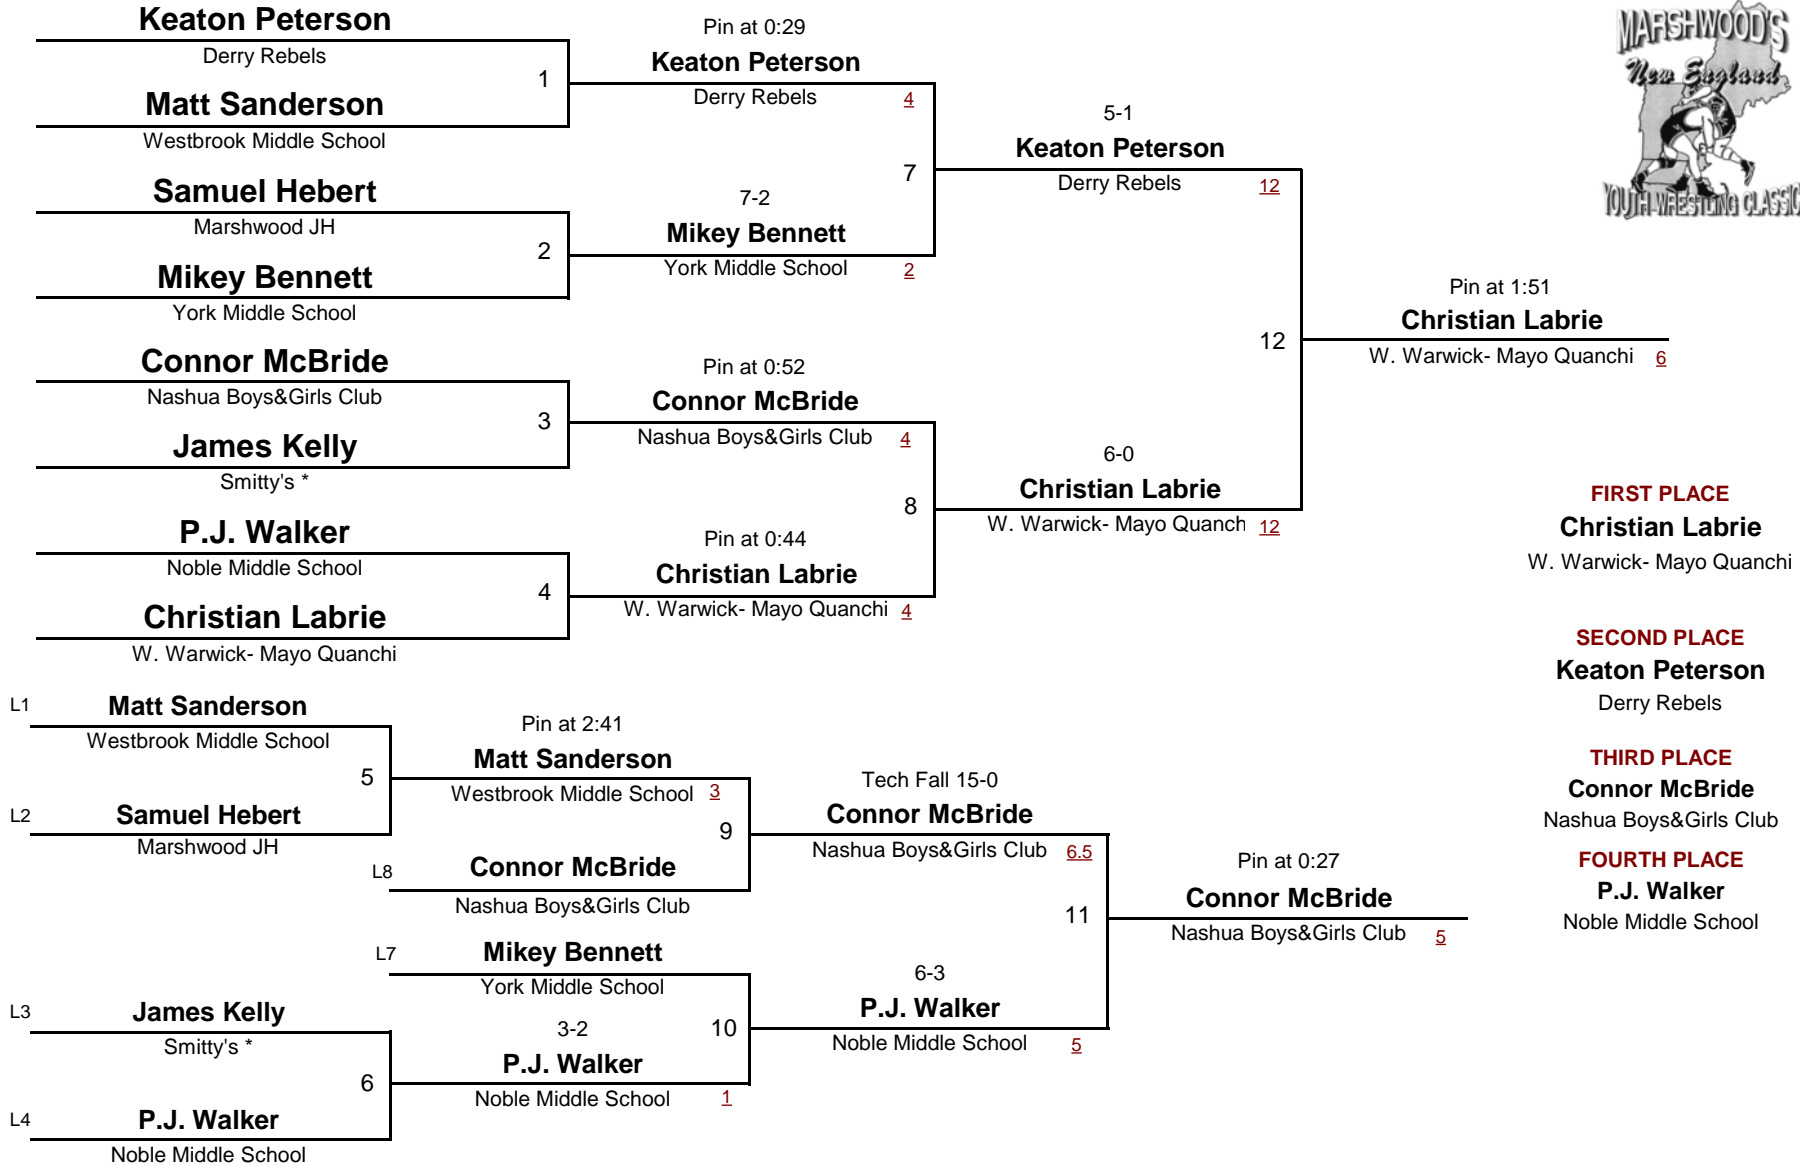 Keaton Peterson
Derry Rebels
1
Matt Sanderson
Westbrook Middle School
Samuel Hebert
Marshwood JH
2
Mikey Bennett
York Middle School
Connor McBride
Nashua Boys&Girls Club
3
James Kelly
Smitty's *
P.J. Walker
Noble Middle School
4
Christian Labrie
W. Warwick- Mayo Quanchi
Pin at 0:29
Keaton Peterson
Derry Rebels 4
7
7-2
Mikey Bennett
York Middle School 2
Pin at 0:52
Connor McBride
Nashua Boys&Girls Club 4
8
Pin at 0:44
Christian Labrie
W. Warwick- Mayo Quanchi 4
5-1
Keaton Peterson
Derry Rebels 12
12
6-0
Christian Labrie
W. Warwick- Mayo Quanch 12
Pin at 1:51
Christian Labrie
W. Warwick- Mayo Quanchi 6
MARSHWOOD'S
New England
YOUTH WRESTLING CLASSIC
FIRST PLACE
Christian Labrie
W. Warwick- Mayo Quanchi
SECOND PLACE
Keaton Peterson
Derry Rebels
THIRD PLACE
Connor McBride
Nashua Boys&Girls Club
FOURTH PLACE
P.J. Walker
Noble Middle School
L1 Matt Sanderson
Westbrook Middle School
5
L2 Samuel Hebert
Marshwood JH
Pin at 2:41
Matt Sanderson
Westbrook Middle School 3
9
L8 Connor McBride
Nashua Boys&Girls Club
L7 Mikey Bennett
York Middle School
10
L3 James Kelly
Smitty's *
6
L4 P.J. Walker
Noble Middle School
3-2
P.J. Walker
Noble Middle School 1
Tech Fall 15-0
Connor McBride
Nashua Boys&Girls Club 6.5
11
6-3
P.J. Walker
Noble Middle School 5
Pin at 0:27
Connor McBride
Nashua Boys&Girls Club 5